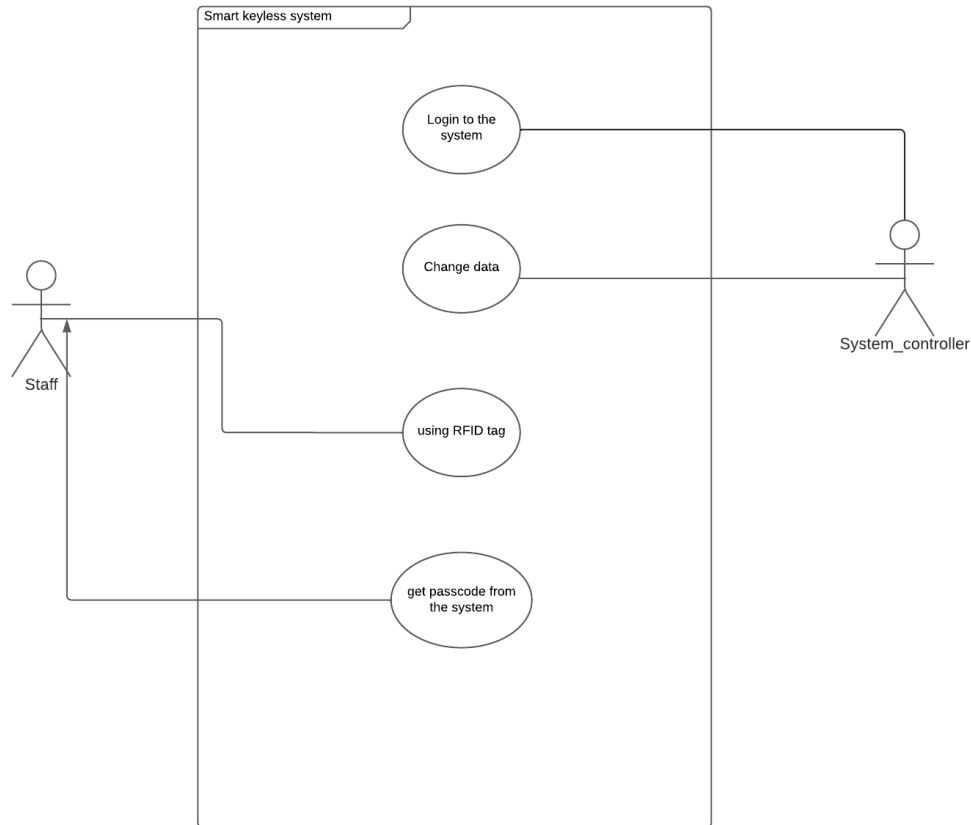 Smart keyless system
Login to the
system
Change data
System_controller
Staff
using RFID tag
get passcode from
the system